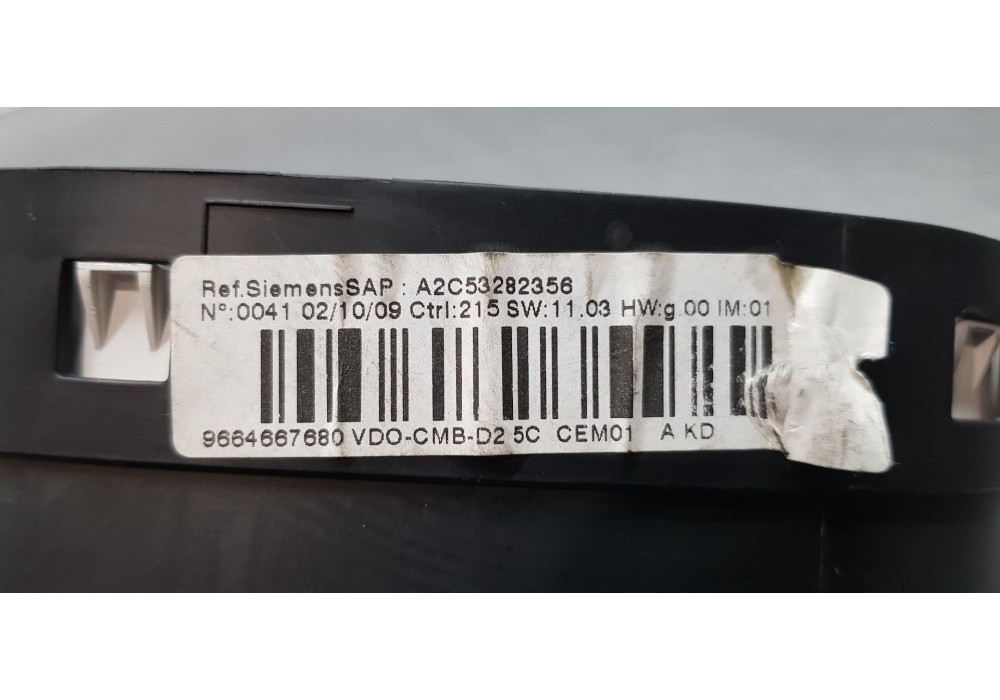 Ref.SiemensSAP : A2C53282356
N°:0041 02/10/09 Ctrl:215 SW:11.03 HW:g.00 IM:01
9664667680 VDO-CMB-D2 5C CEM01 A KD